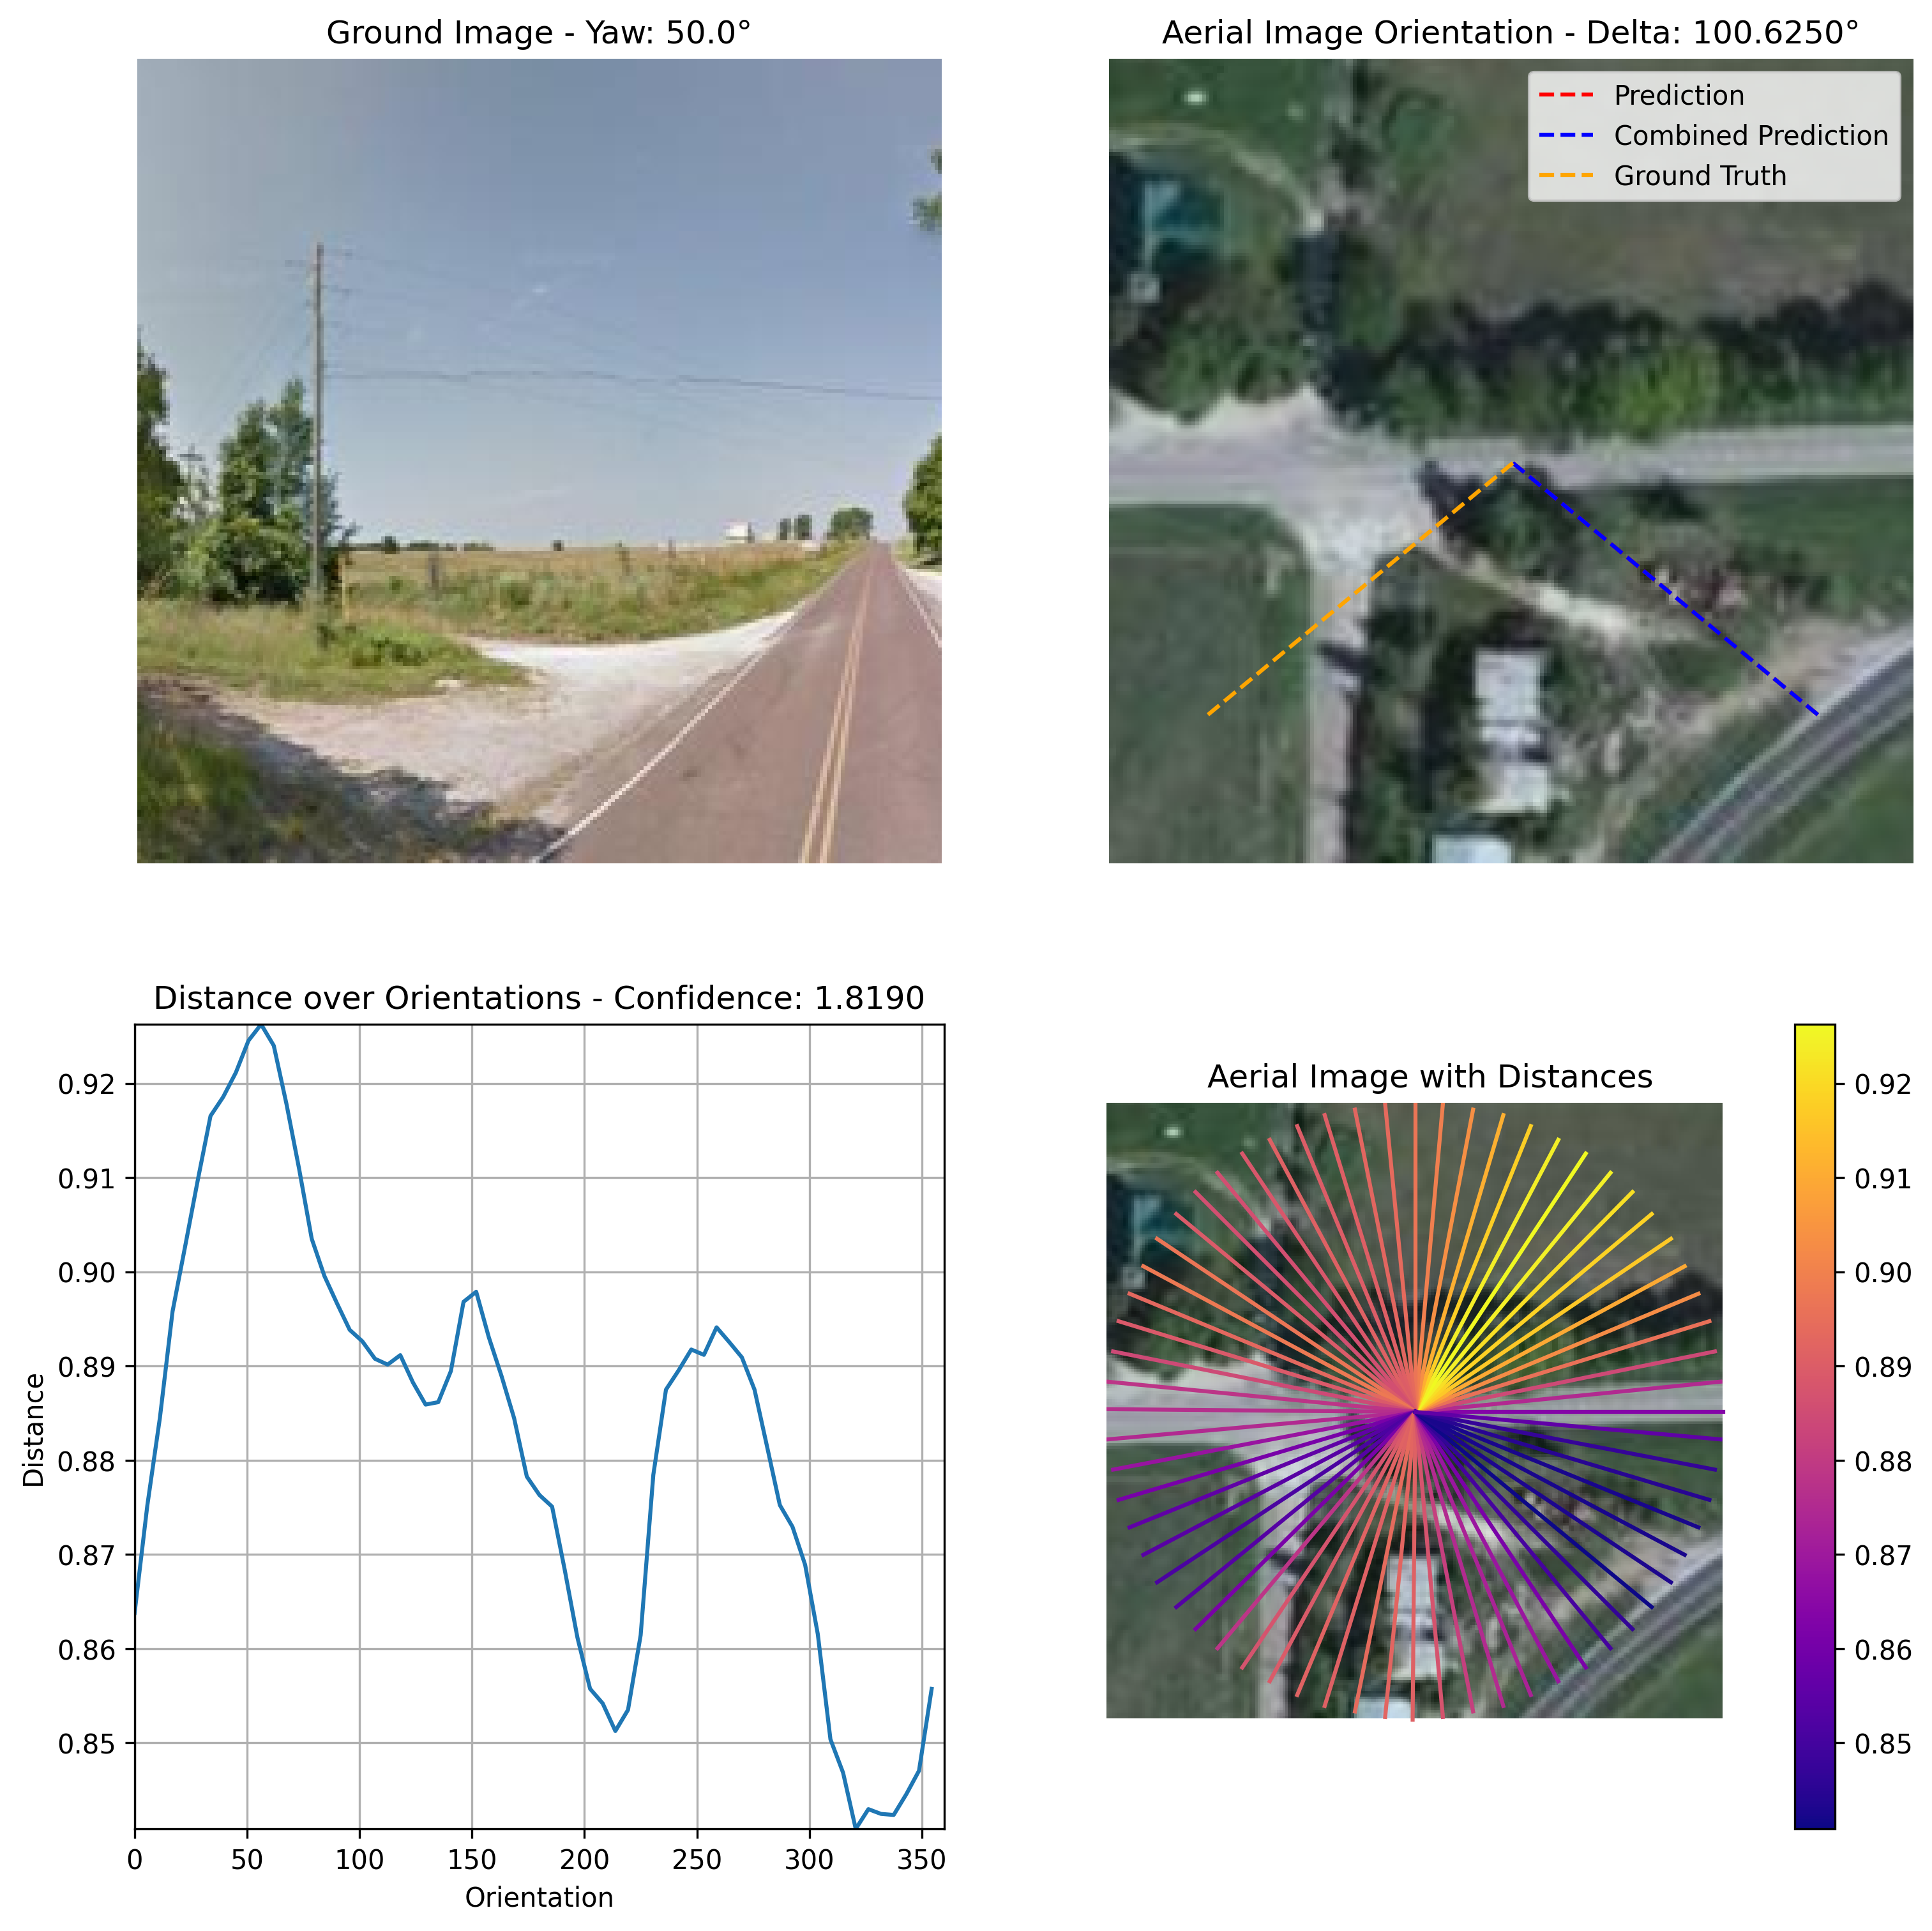 Ground Image - Yaw: 50.0°
Aerial Image Orientation - Delta: 100.6250°
Prediction
Combined Prediction
Ground Truth
Distance over Orientations - Confidence: 1.8190
0.92
0.91
0.90
0.89
0.88
0.87
0.86
0.85
Distance
0 50 100 150 200 250 300 350
Orientation
Aerial Image with Distances
0.92
0.91
0.90
0.89
0.88
0.87
0.86
0.85